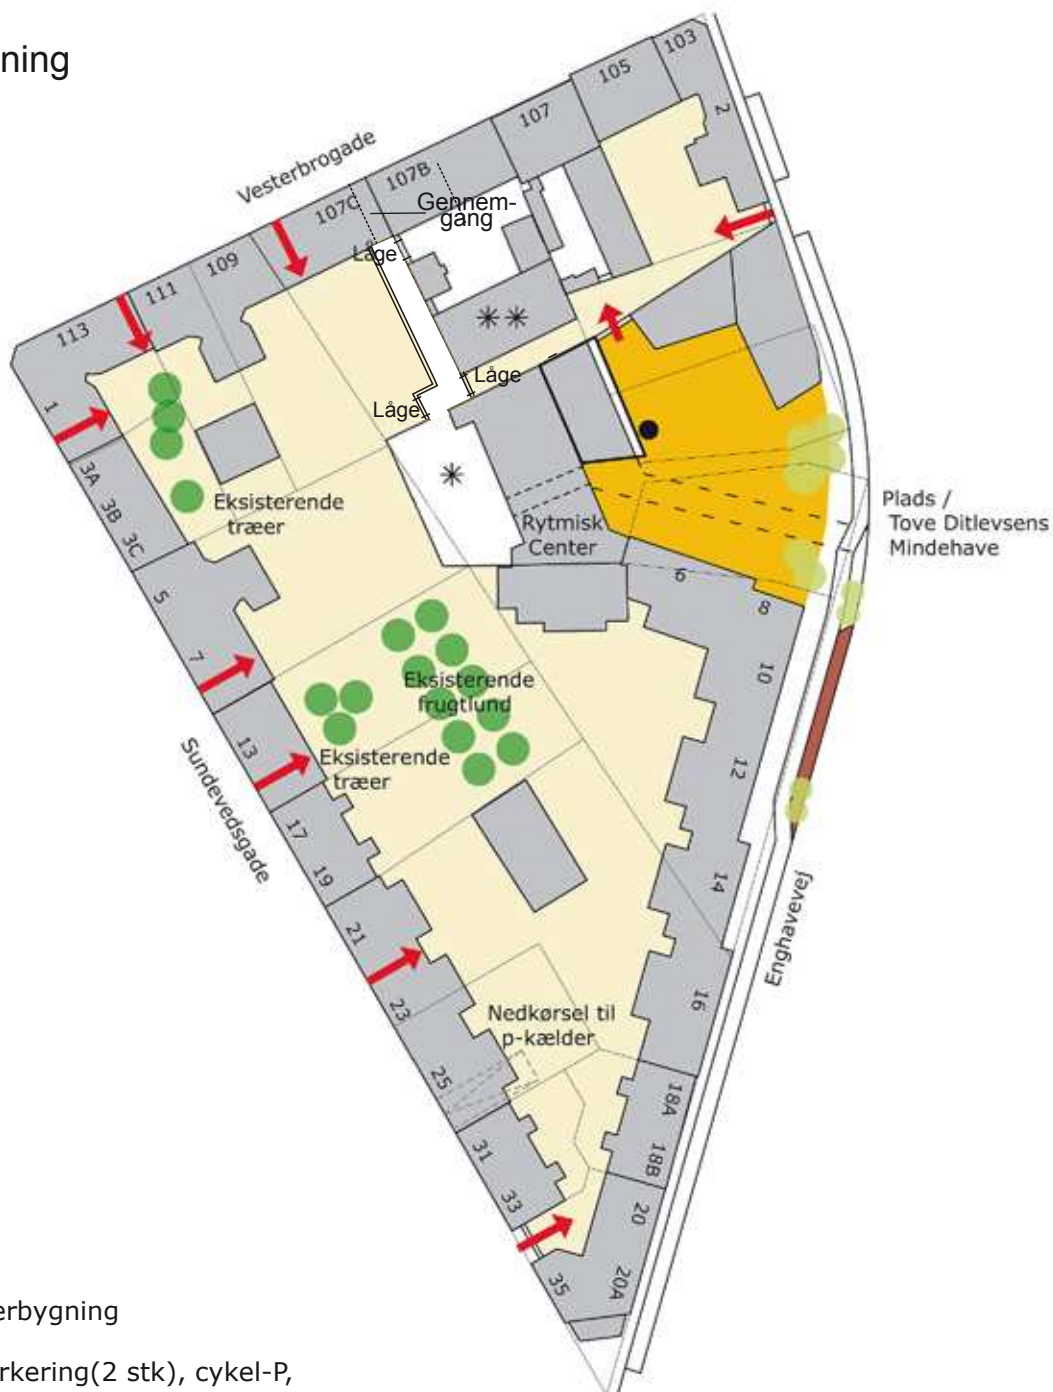 ning
103
105
2
107
Vesterbrogade
107B
107C
Gennem-
gång
Låge
109
111
113
**
Låge
Låge
1
3A
3B
3C
*
Eksisterende
træer
Rytmisk
Center
Plads /
Tove Ditlevsens
Mindehave
5
7
6
8
10
Eksisterende
frugtlund
13
Eksisterende
træer
12
Sundevedsgade
17
19
14
21
Enghavevej
23
16
Nedkørsel til
p-kælder
25
18A
31
18B
33
20
35
20A
erbygning
rkering(2 stk), cykel-P,